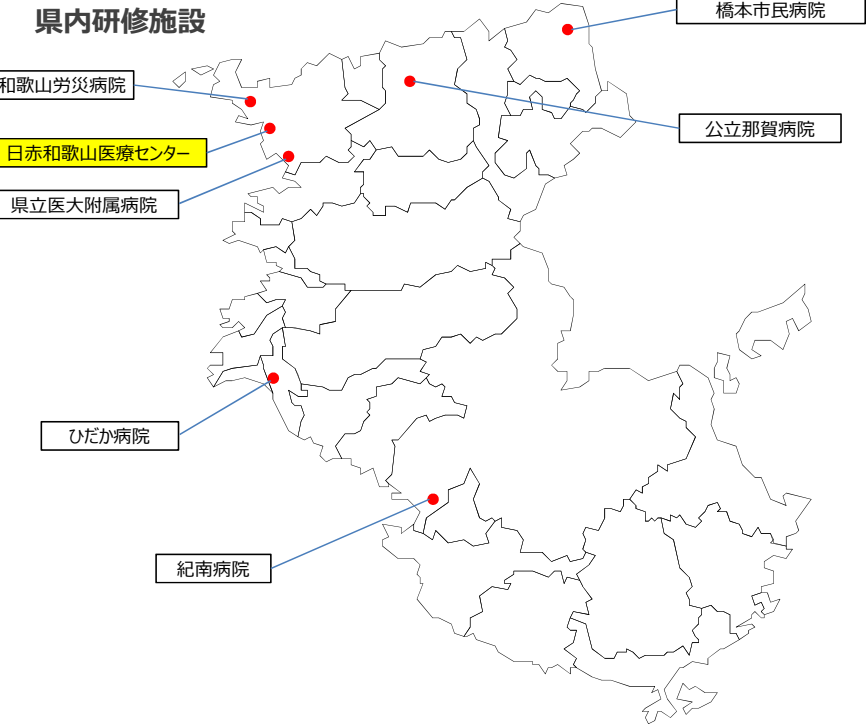 県内研修施設
橋本市民病院
和歌山労災病院
公立那賀病院
日赤和歌山医療センター
県立医大附属病院
ひだか病院
紀南病院